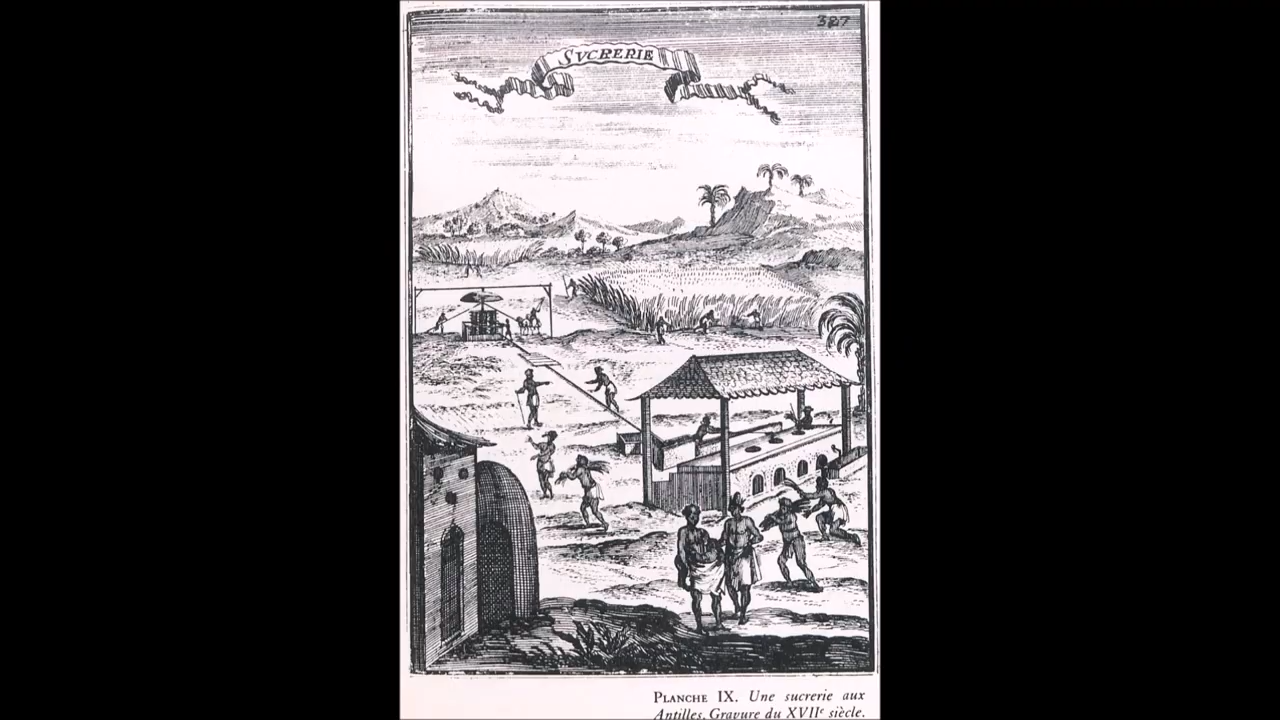 387
SVCRERIE
PLANCHE IX. Une sucrerie aux
Antilles. Gravure du XVIIe siècle.